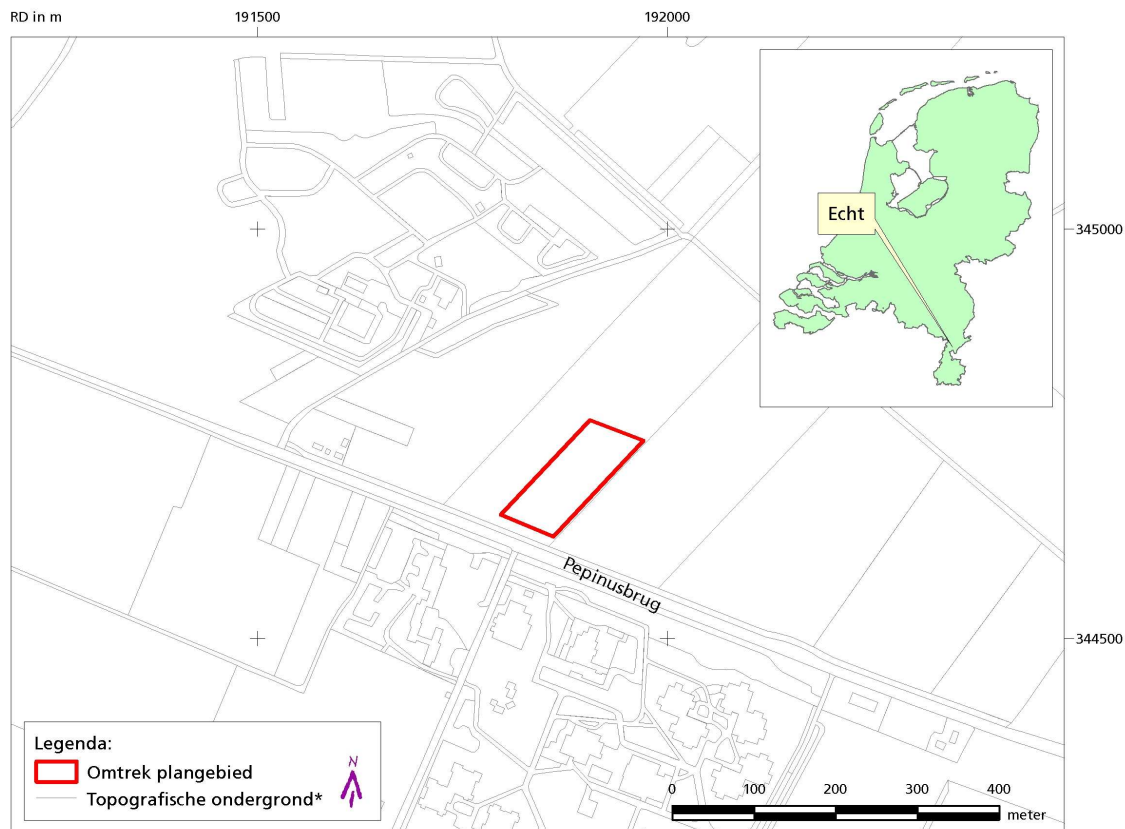 RD in m
191500
192000
Echt
345000
Pepinusbrug
344500
Legenda:
Omtrek plangebied
Topografische ondergrond*
N
0 100 200 300 400
meter